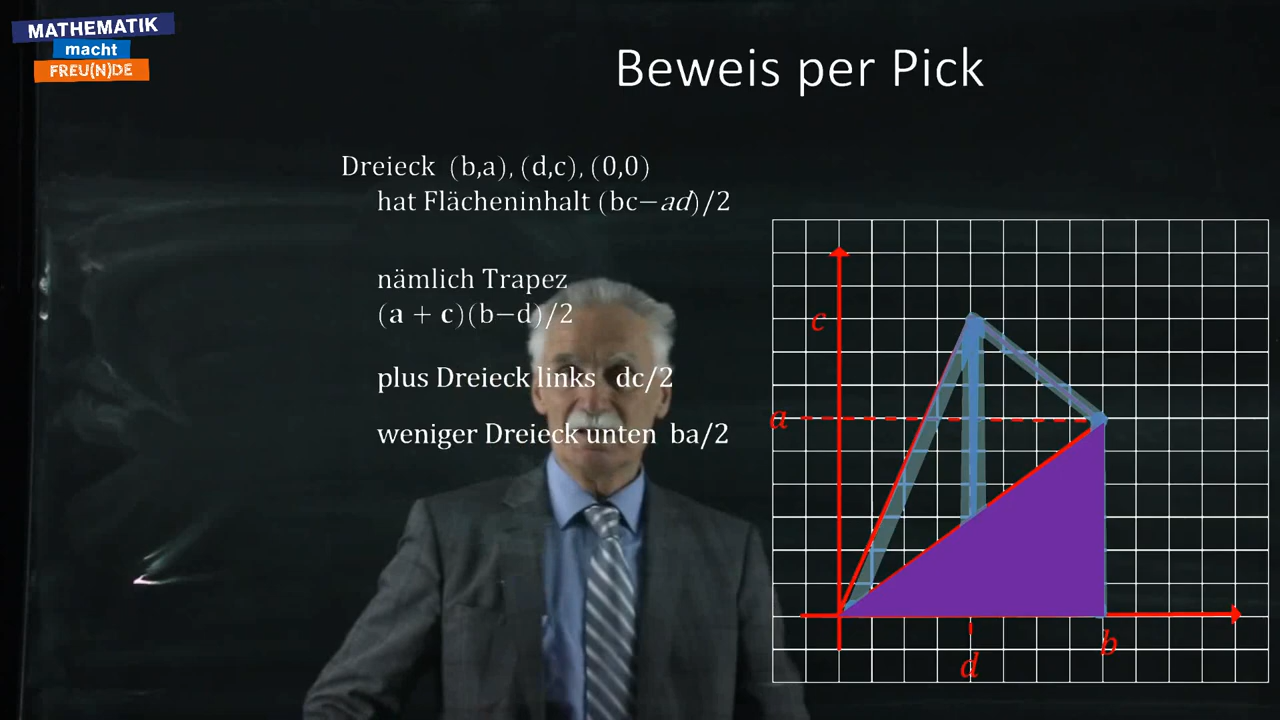 MATHEMATIK
macht
FREU(N)DE
Beweis per Pick
Dreieck (b,a), (d,c), (0,0)
hat Flächeninhalt (bc−ad)/2
nämlich Trapez
(a + c)(b−d)/2
plus Dreieck links dc/2
weniger Dreieck unten ba/2
c
a
b
d